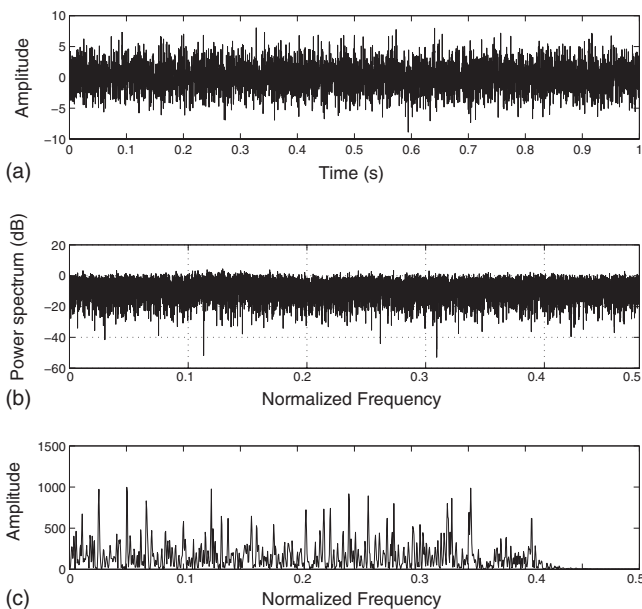 10
5
0
−5
−10
Amplitude
0 0.1 0.2 0.3 0.4 0.5 0.6 0.7 0.8 0.9 1
(a)
Time (s)
20
0
−20
−40
−60
Power spectrum (dB)
0 0.1 0.2 0.3 0.4 0.5
(b)
Normalized Frequency
1500
1000
500
0
Amplitude
0 0.1 0.2 0.3 0.4 0.5
(c)
Normalized Frequency